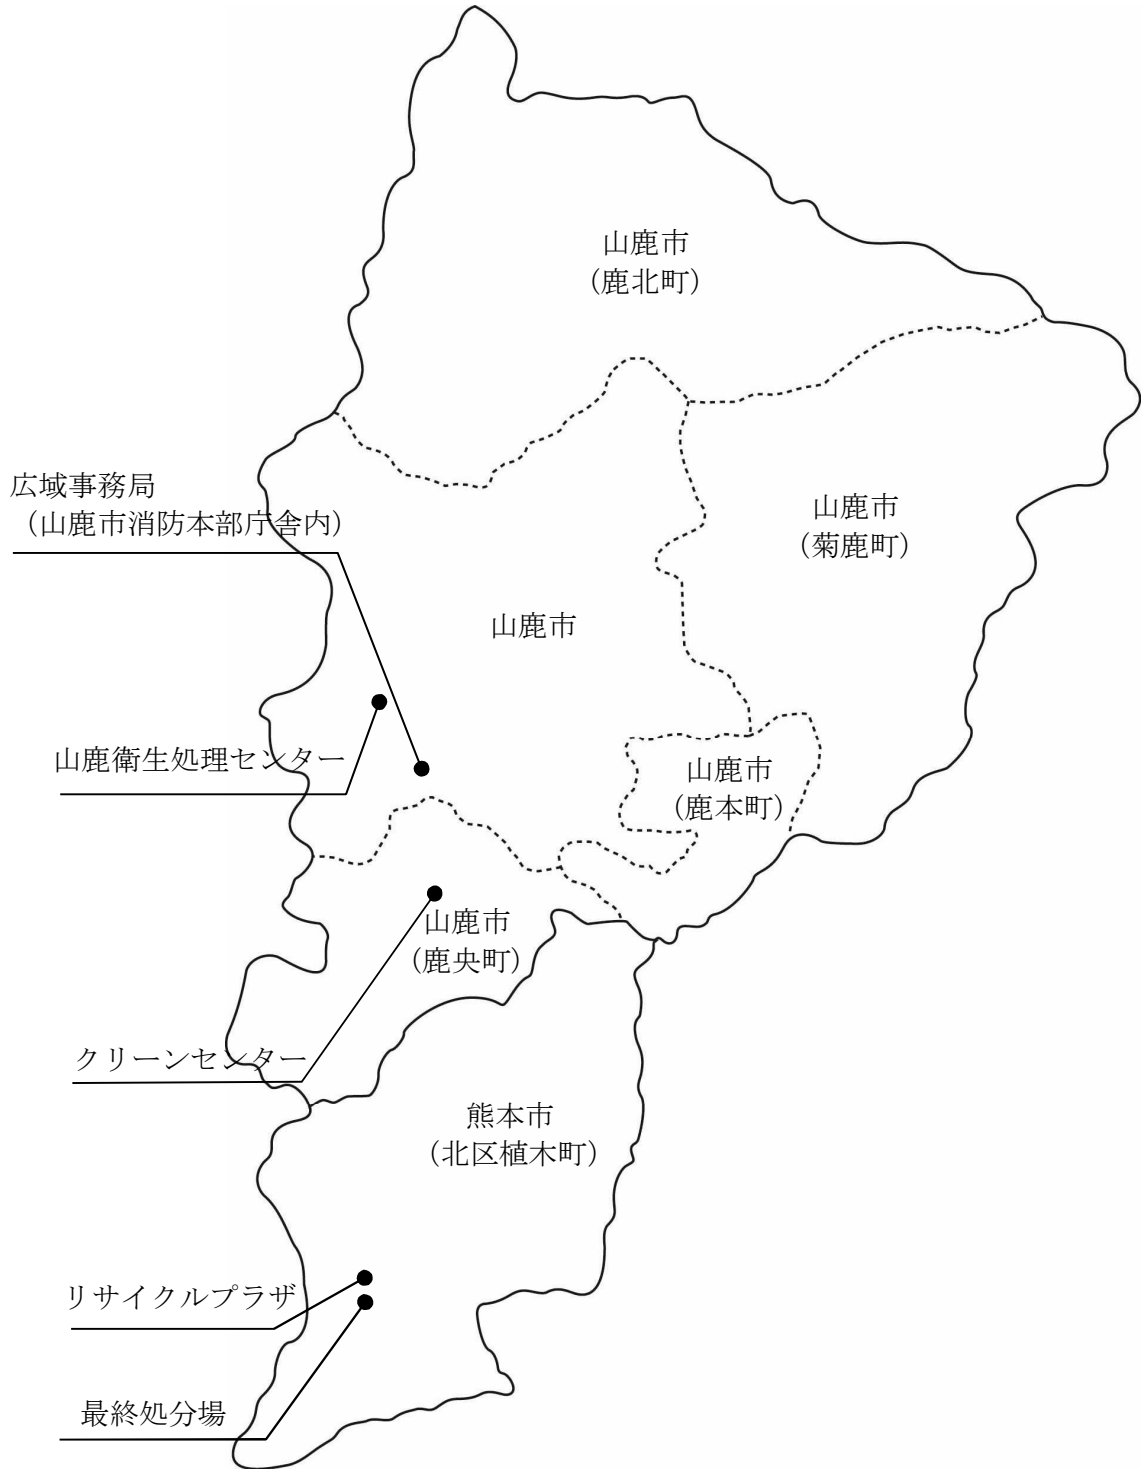 山鹿市
(鹿北町)
広域事務局
(山鹿市消防本部庁舎内)
山鹿市
(菊鹿町)
山鹿市
山鹿衛生処理センター
山鹿市
(鹿本町)
山鹿市
(鹿央町)
クリーンセンター
熊本市
(北区植木町)
リサイクルプラザ
最終処分場